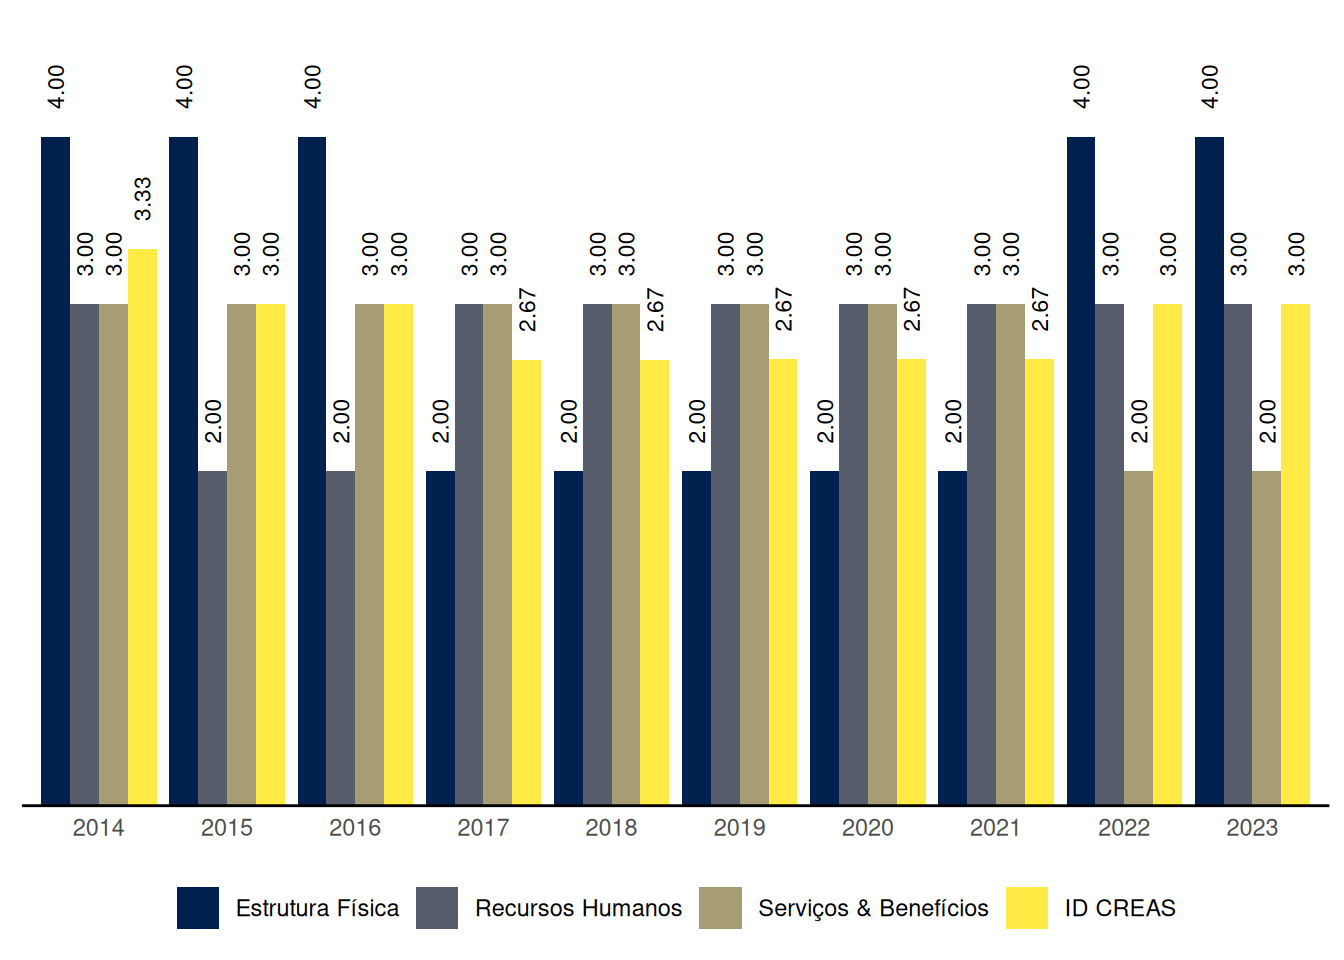 4.00 3.00 3.00 3.33 4.00 2.00 3.00 3.00 4.00 2.00 3.00 3.00 2.00 3.00 3.00 2.67 2.00 3.00 3.00 2.67 2.00 3.00 3.00 2.67 2.00 3.00 3.00 2.67 2.00 3.00 3.00 2.67 4.00 3.00 2.00 3.00 4.00 3.00 2.00 3.00
2014 2015 2016 2017 2018 2019 2020 2021 2022 2023
Estrutura Física Recursos Humanos Serviços & Benefícios ID CREAS